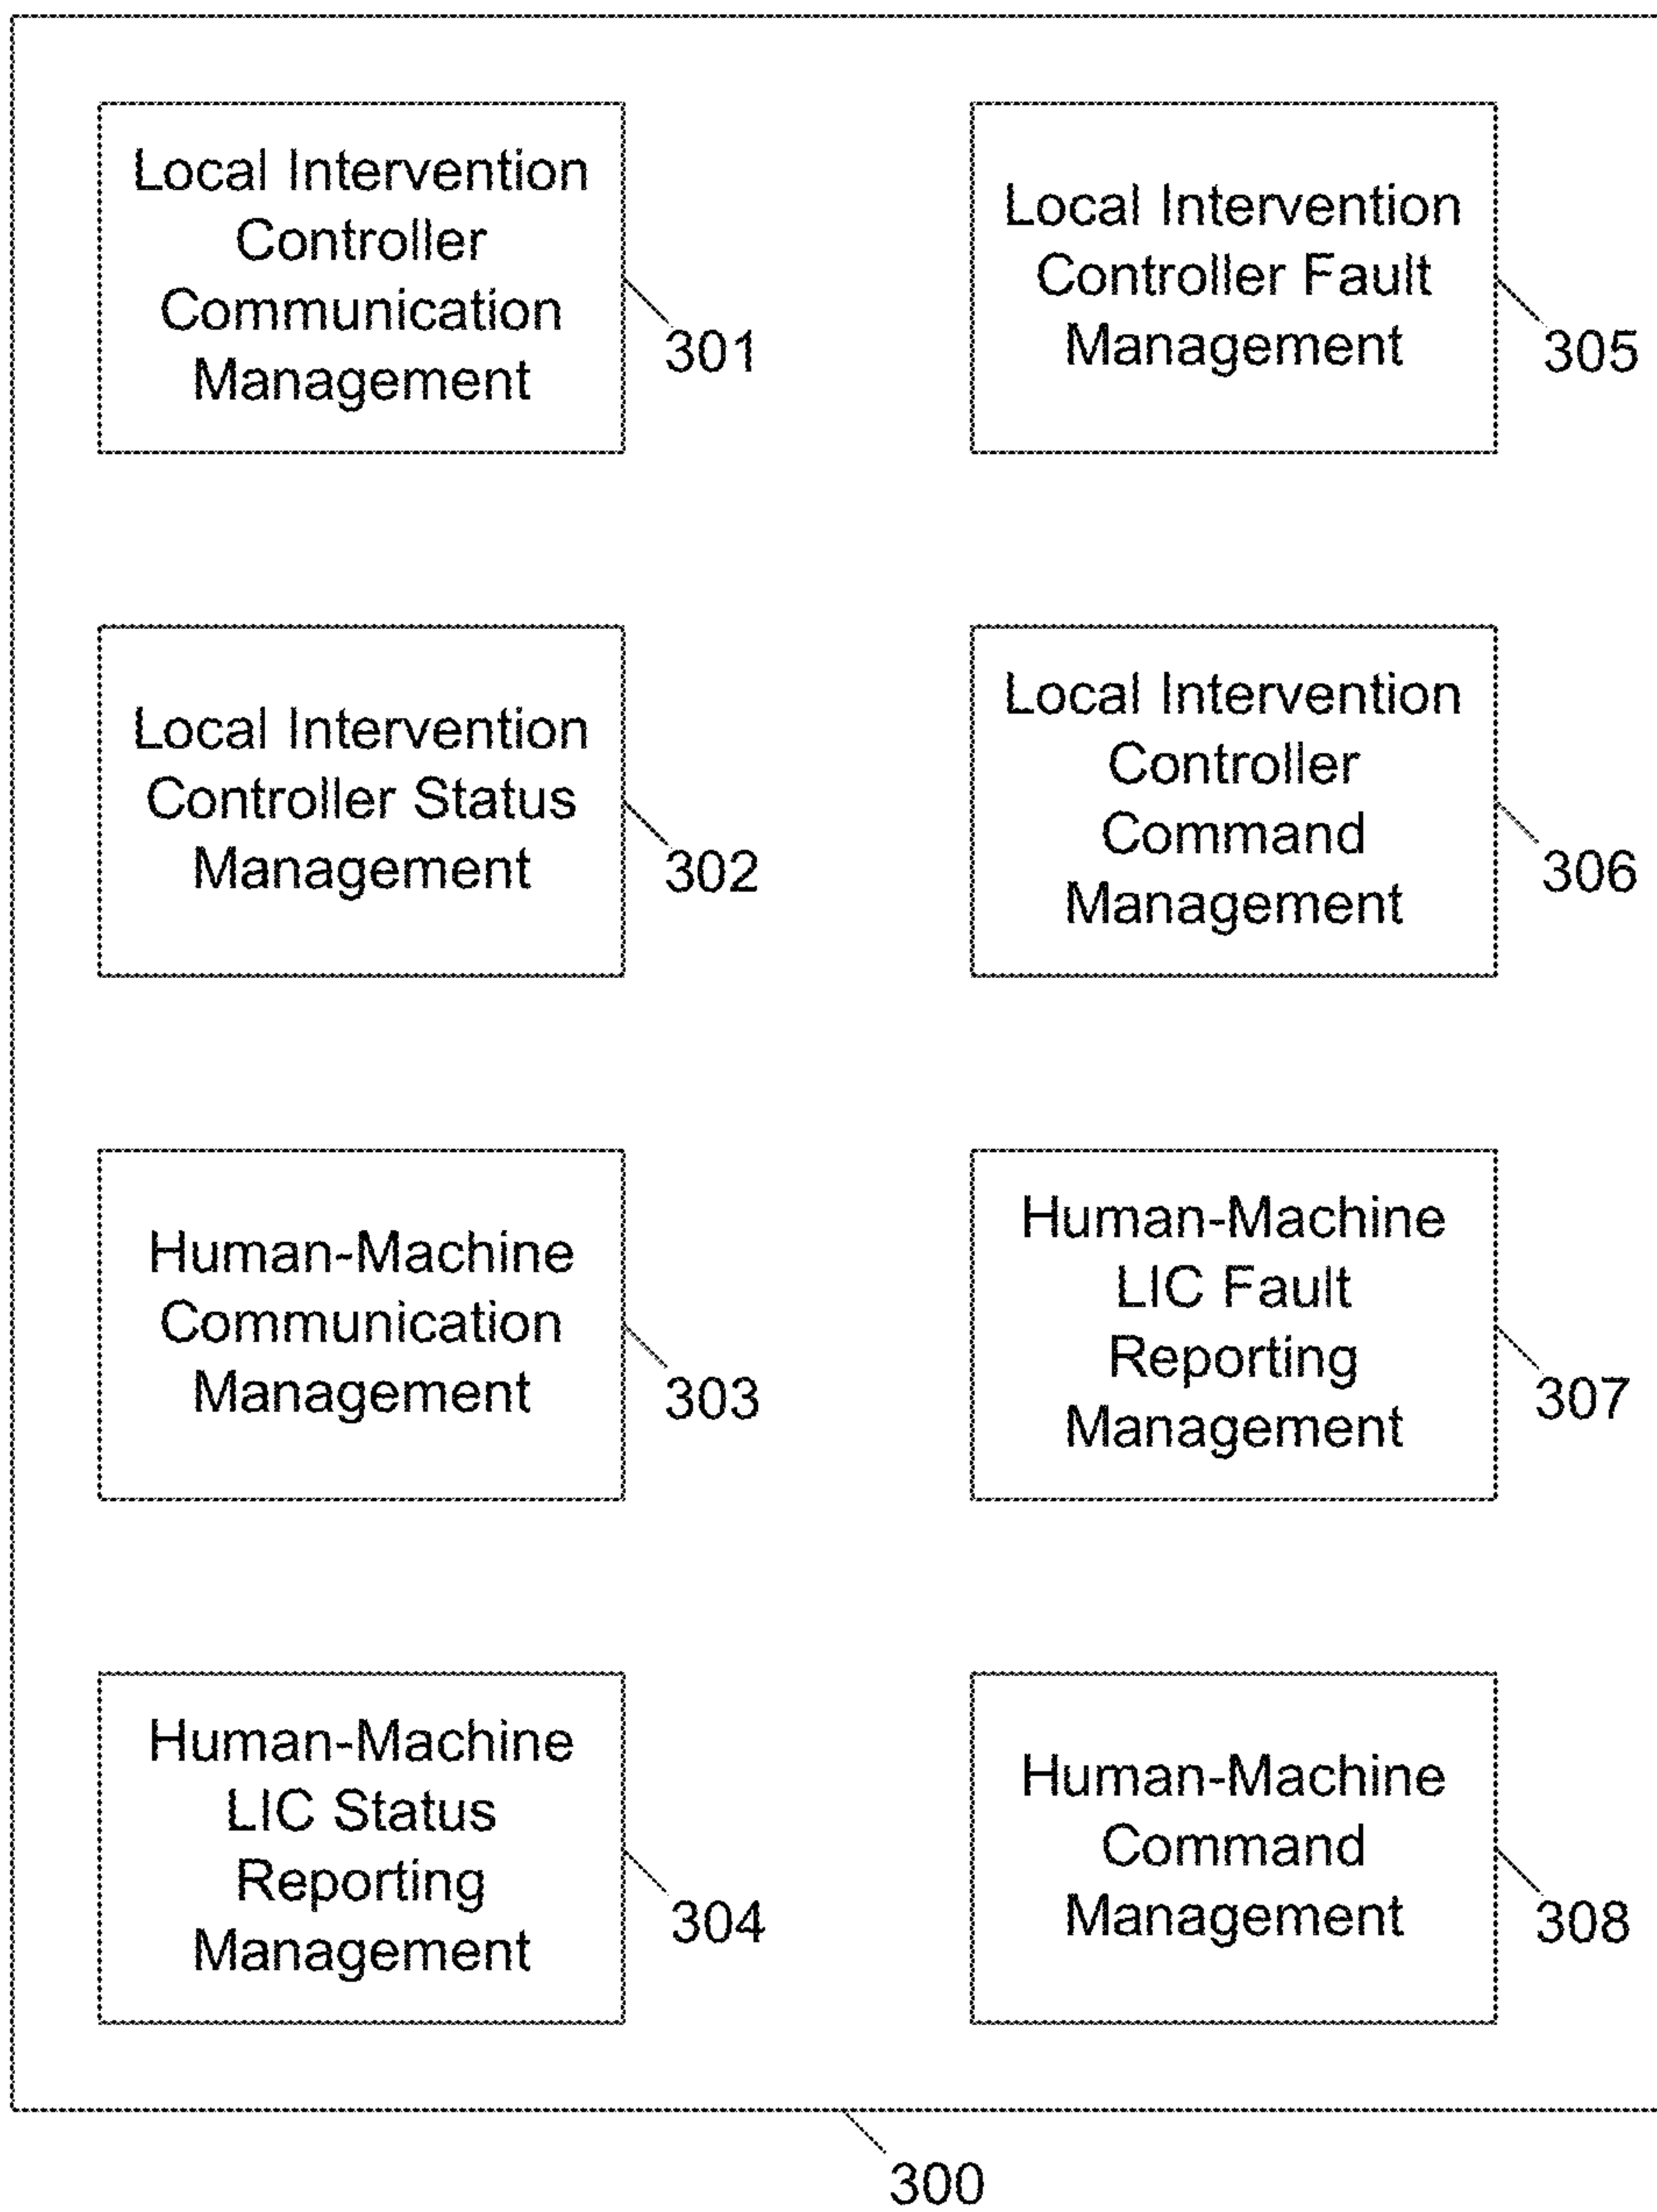 Local Intervention
Controller
Communication
Management
301
Local Intervention
Controller Fault
Management
305
Local Intervention
Controller Status
Management
302
Local Intervention
Controller
Command
Management
306
Human-Machine
Communication
Management
303
Human-Machine
LIC Fault
Reporting
Management
307
Human-Machine
LIC Status
Reporting
Management
304
Human-Machine
Command
Management
308
300